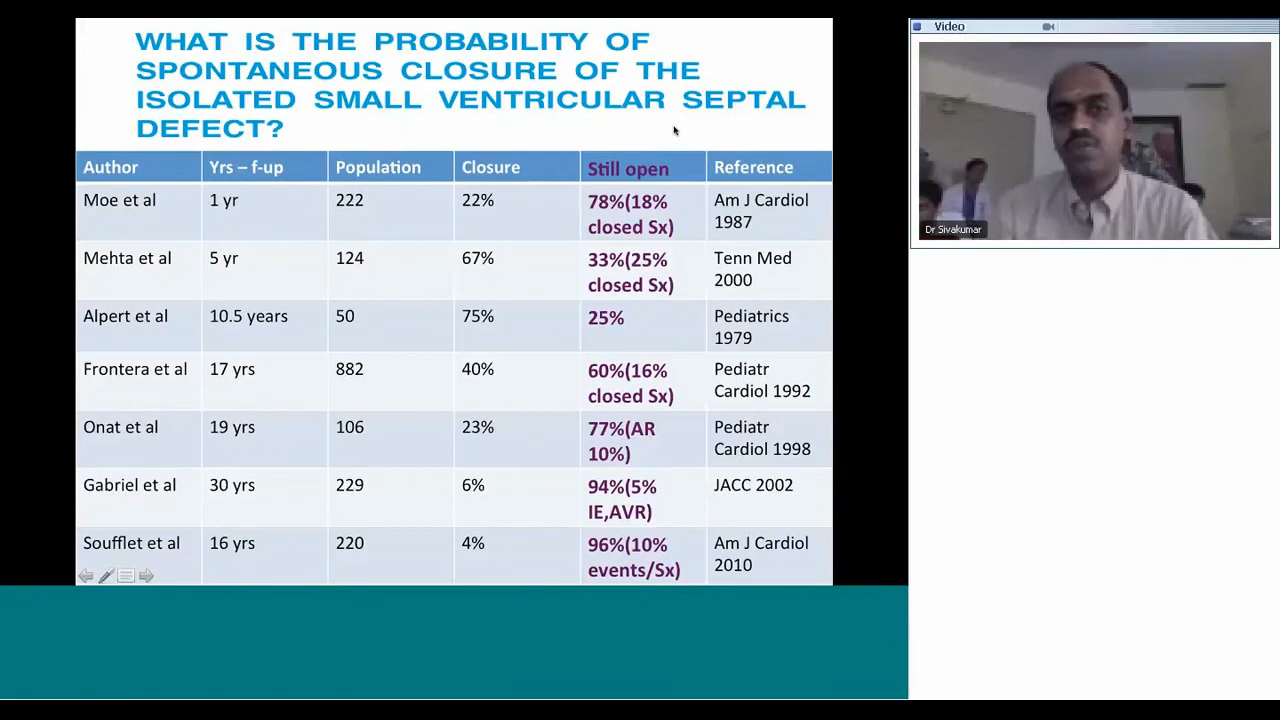 WHAT IS THE PROBABILITY OF
SPONTANEOUS CLOSURE OF THE
ISOLATED SMALL VENTRICULAR SEPTAL
DEFECT?
Author Yrs – f-up Population Closure Still open Reference
Moe et al 1 yr 222 22% 78%(18% Am J Cardiol
closed Sx) 1987
Mehta et al 5 yr 124 67% 33%(25% Tenn Med
closed Sx) 2000
Alpert et al 10.5 years 50 75% 25% Pediatrics
1979
Frontera et al 17 yrs 882 40% 60%(16% Pediatr
closed Sx) Cardiol 1992
Onat et al 19 yrs 106 23% 77%(AR Pediatr
10%) Cardiol 1998
Gabriel et al 30 yrs 229 6% 94%(5% JACC 2002
IE,AVR)
Soufflet et al 16 yrs 220 4% 96%(10% Am J Cardiol
events/Sx) 2010
Video
Dr Sivakumar